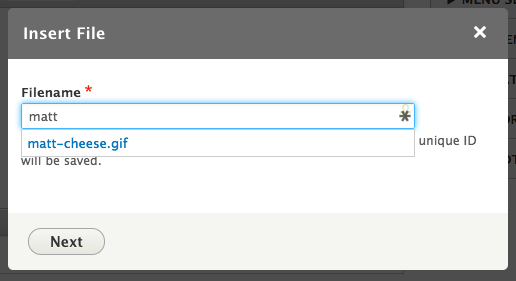 Insert File
Filename *
matt
matt-cheese.gif
unique ID
will be saved.
Next